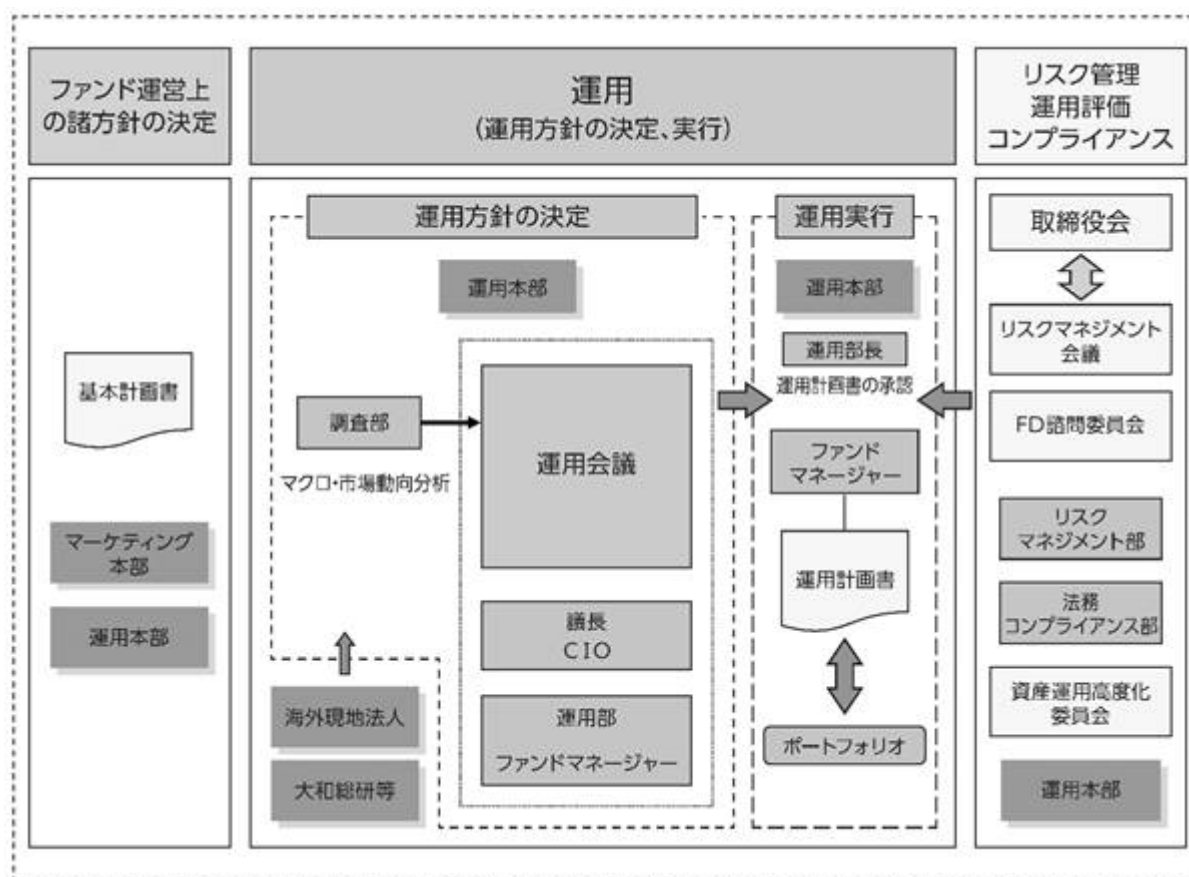 ファンド運営上
の諸方針の決定
基本計画書
マーケティング
本部
運用本部
運用
(運用方針の決定、実行)
運用方針の決定
運用本部
調査部
マクロ・市場動向分析
運用会議
議長
CIO
運用部
ファンドマネージャー
海外現地法人
大和総研等
運用実行
運用本部
運用部長
運用計画書の承認
ファンド
マネージャー
運用計画書
ポートフォリオ
リスク管理
運用評価
コンプライアンス
取締役会
リスクマネジメント
会議
FD諮問委員会
リスク
マネジメント部
法務
コンプライアンス部
資産運用高度化
委員会
運用本部